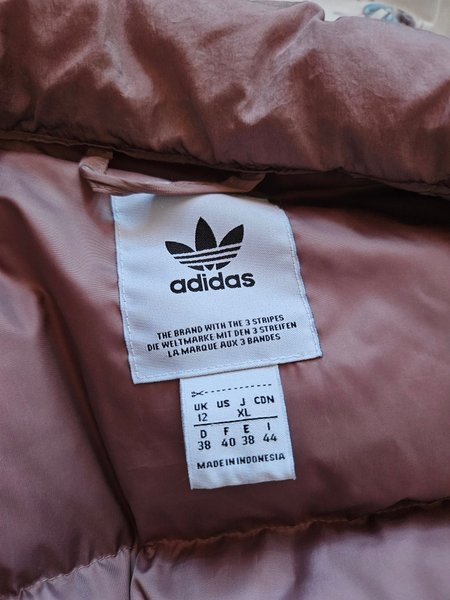 adidas
THE BRAND WITH THE 3 STRIPES
DIE WELTMARKE MIT DEN 3 STREIFEN
LA MARQUE AUX 3 BANDES
UK US J CDN
12 XL
D F E I
38 40 38 44
MADE IN INDONESIA